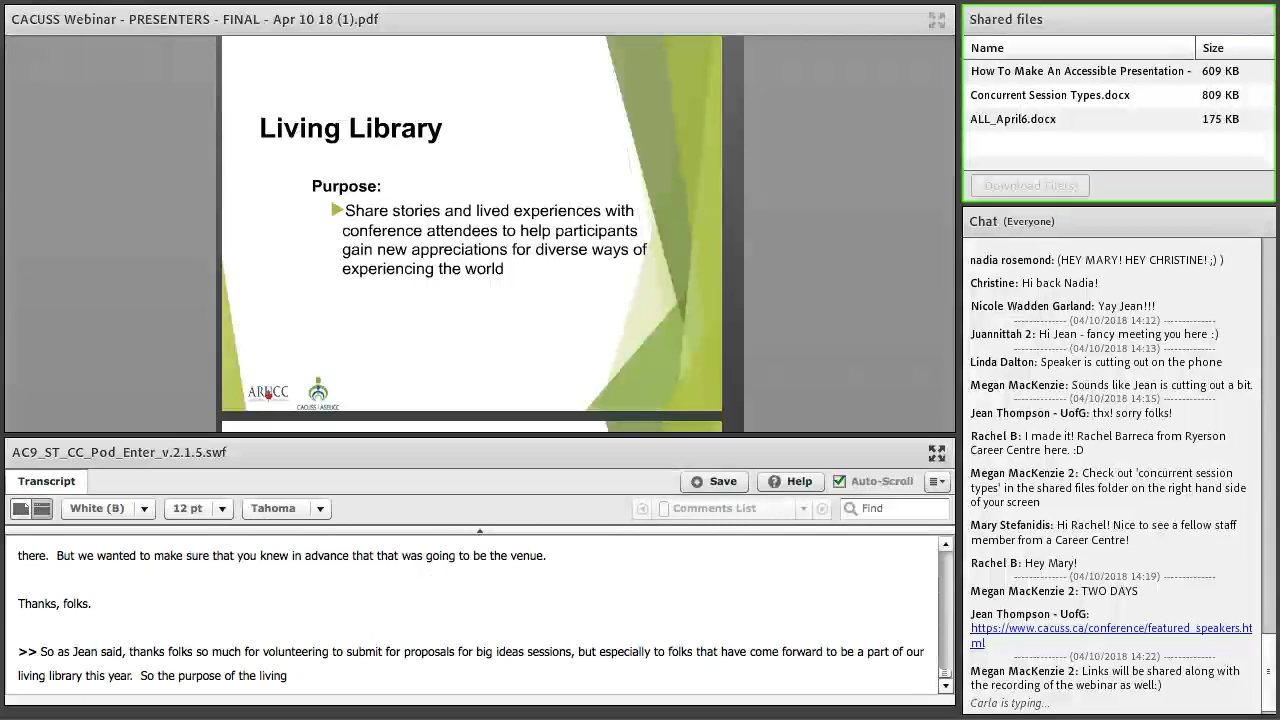 CACUSS Webinar - PRESENTERS - FINAL - Apr 10 18 (1).pdf
Living Library
Purpose:
Share stories and lived experiences with
conference attendees to help participants
gain new appreciations for diverse ways of
experiencing the world
ARUCC
CACUSS | ASEUCC
AC9_ST_CC_Pod_Enter_v.2.1.5.swf
Transcript
Save
Help
Auto-Scroll
White (B)
12 pt
Tahoma
Comments List
Find
there.  But we wanted to make sure that you knew in advance that that was going to be the venue.
Thanks, folks.
>> So as Jean said, thanks folks so much for volunteering to submit for proposals for big ideas sessions, but especially to folks that have come forward to be a part of our
living library this year.  So the purpose of the living
Shared files
Name Size
How To Make An Accessible Presentation - 609 KB
Concurrent Session Types.docx 809 KB
ALL_April6.docx 175 KB
Download File(s)
Chat (Everyone)
nadia rosemond: (HEY MARY! HEY CHRISTINE! ;) )
Christine: Hi back Nadia!
Nicole Wadden Garland: Yay Jean!!!
-------------- (04/10/2018 14:12) --------------
Juannittah 2: Hi Jean - fancy meeting you here :)
-------------- (04/10/2018 14:13) --------------
Linda Dalton: Speaker is cutting out on the phone
Megan MacKenzie: Sounds like Jean is cutting out a bit.
-------------- (04/10/2018 14:15) --------------
Jean Thompson - UofG: thx! sorry folks!
Rachel B: I made it! Rachel Barreca from Ryerson
Career Centre here. :D
Megan MacKenzie 2: Check out 'concurrent session
types' in the shared files folder on the right hand side
of your screen
Mary Stefanidis: Hi Rachel! Nice to see a fellow staff
member from a Career Centre!
Rachel B: Hey Mary!
-------------- (04/10/2018 14:19) --------------
Megan MacKenzie 2: TWO DAYS
Jean Thompson - UofG:
https://www.cacuss.ca/conference/featured_speakers.ht
ml
-------------- (04/10/2018 14:22) --------------
Megan MacKenzie 2: Links will be shared along with
the recording of the webinar as well:)
Carla is typing...